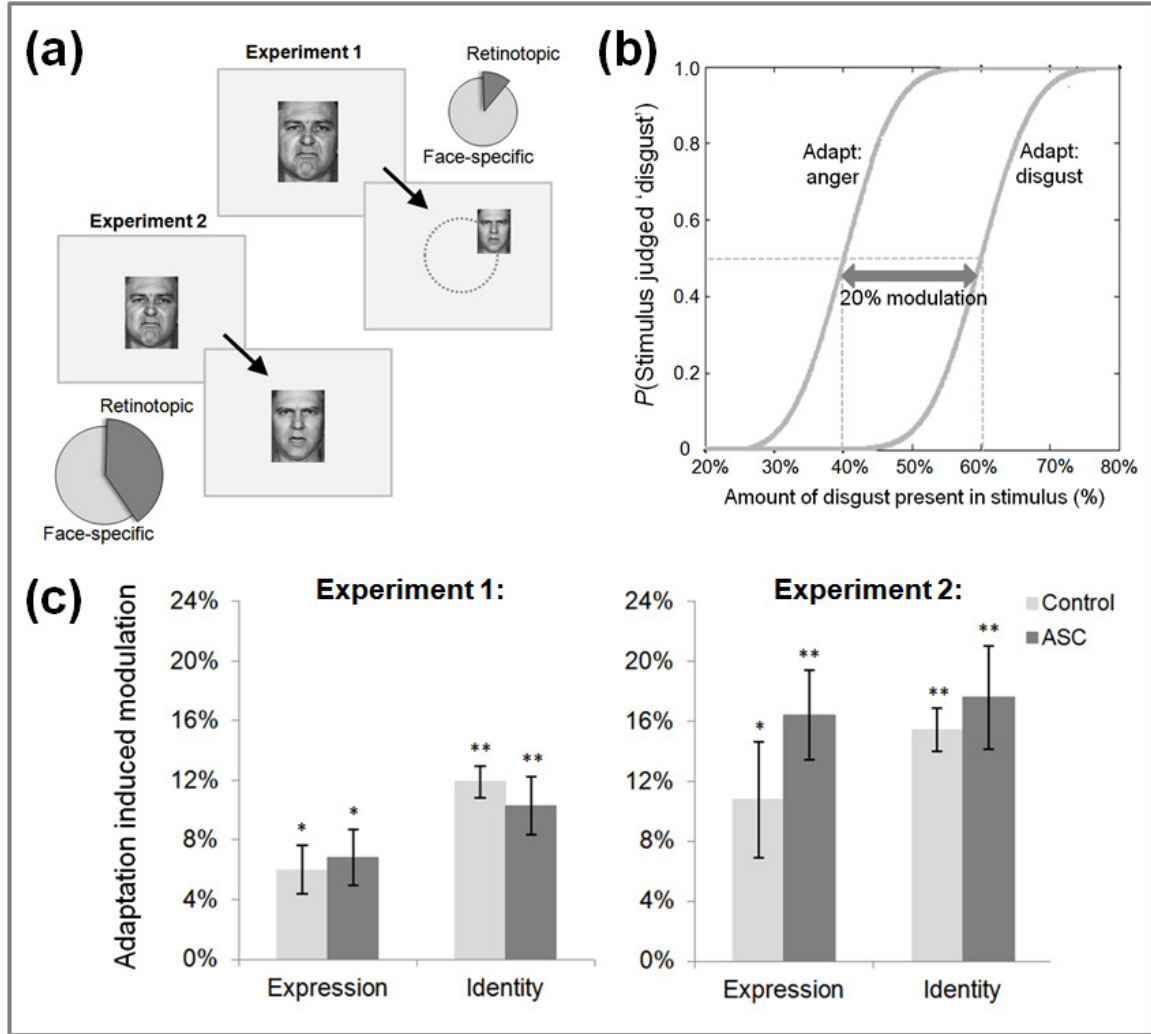 (a)
Experiment 1
Retinotopic
Face-specific
Experiment 2
Retinotopic
Face-specific
(b)
P(Stimulus judged ‘disgust’)
1.0
0.8
0.6
0.4
0.2
0
Adapt:
anger
Adapt:
disgust
20% modulation
20% 30% 40% 50% 60% 70% 80%
Amount of disgust present in stimulus (%)
(c)
Experiment 1:
Adaptation induced modulation
24%
20%
16%
12%
8%
4%
0%
* * ** **
Expression Identity
Experiment 2:
24%
20%
16%
12%
8%
4%
0%
* ** ** **
Expression Identity
Control
ASC